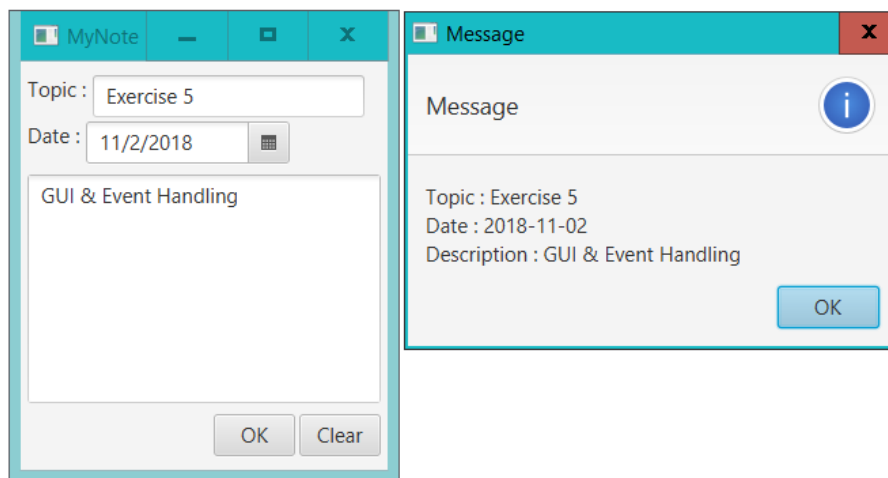 MyNote
Topic : Exercise 5
Date : 11/2/2018
GUI & Event Handling
OK Clear
Message
Message
Topic : Exercise 5
Date : 2018-11-02
Description : GUI & Event Handling
OK